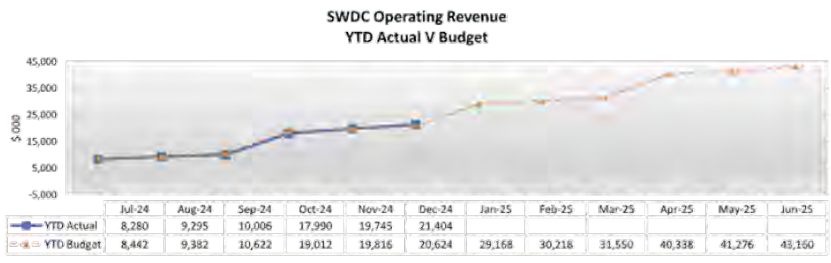 SWDC Operating Revenue
YTD Actual V Budget
45,000
35,000
25,000
15,000
5,000
-5,000
$ 000
Jul-24 Aug-24 Sep-24 Oct-24 Nov-24 Dec-24 Jan-25 Feb-25 Mar-25 Apr-25 May-25 Jun-25
YTD Actual 8,280 9,295 10,006 17,990 19,745 21,404
YTD Budget 8,442 9,382 10,622 19,012 19,816 20,624 29,168 30,218 31,550 40,338 41,276 43,160